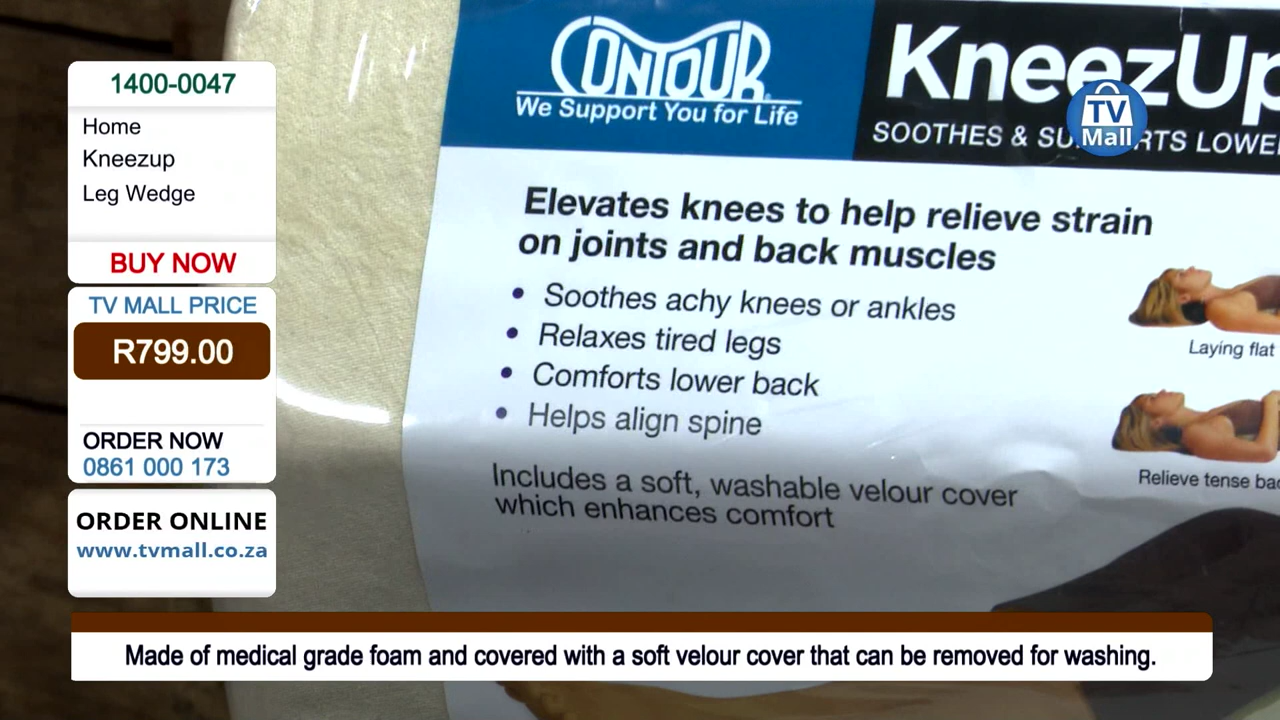 1400-0047
Home
Kneezup
Leg Wedge
BUY NOW
TV MALL PRICE
R799.00
ORDER NOW
0861 000 173
ORDER ONLINE
www.tvmall.co.za
CONTOUR
We Support You for Life
KneezUp
SOOTHES &
TV
Mall
Elevates knees to help relieve strain
on joints and back muscles
• Soothes achy knees or ankles
• Relaxes tired legs
• Comforts lower back
• Helps align spine
Includes a soft, washable velour cover
which enhances comfort
Laying flat
Relieve tense
Made of medical grade foam and covered with a soft velour cover that can be removed for washing.